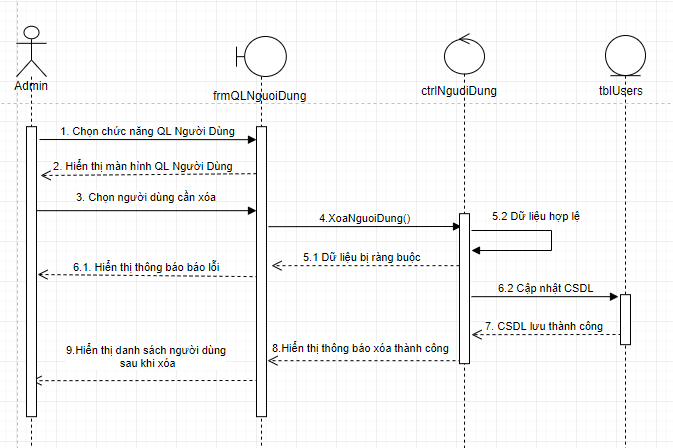 Admin
frmQLNguoiDung
ctrlNguoiDung
tblUsers
1. Chọn chức năng QL Người Dùng
2. Hiển thị màn hình QL Người Dùng
3. Chọn người dùng cần xóa
4.XoaNguoiDung()
5.2 Dữ liệu hợp lệ
5.1 Dữ liệu bị ràng buộc
6.1. Hiển thị thông báo báo lỗi
6.2 Cập nhật CSDL
7. CSDL lưu thành công
8.Hiển thị thông báo xóa thành công
9.Hiển thị danh sách người dùng
sau khi xóa